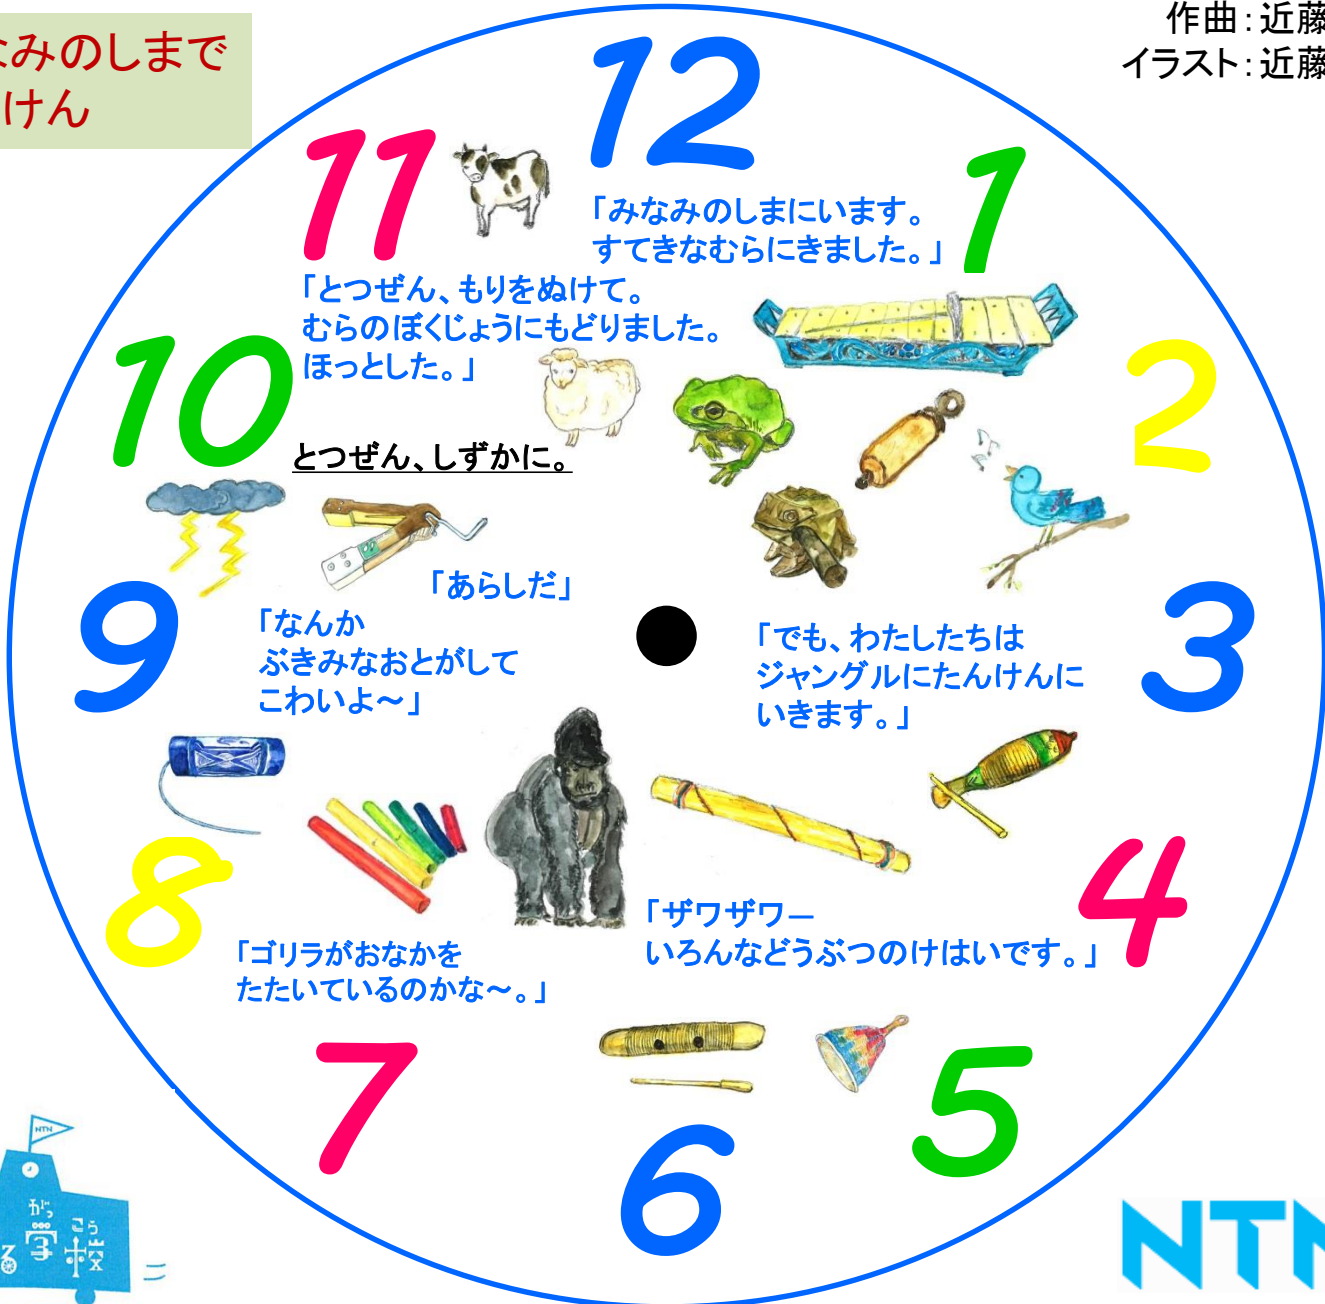 なみのしまで
けん
作曲：近藤
イラスト：近藤
12
11
1
「みなみのしまにいます。
すてきなむらにきました。」
「とつぜん、もりをぬけて。
むらのぼくじょうにもどりました。
ほっとした。」
10
2
とつぜん、しずかに。
「あらしだ」
9
3
「なんか
ぶきみなおとがして
こわいよ～」
「でも、わたしたちは
ジャングルにたんけんに
いきます。」
8
4
「ザワザワー
いろんなどうぶつのけはいです。」
「ゴリラがおなかを
たたいているのかな～。」
7
5
6
NTN
がっ
こう
る学校
NTN